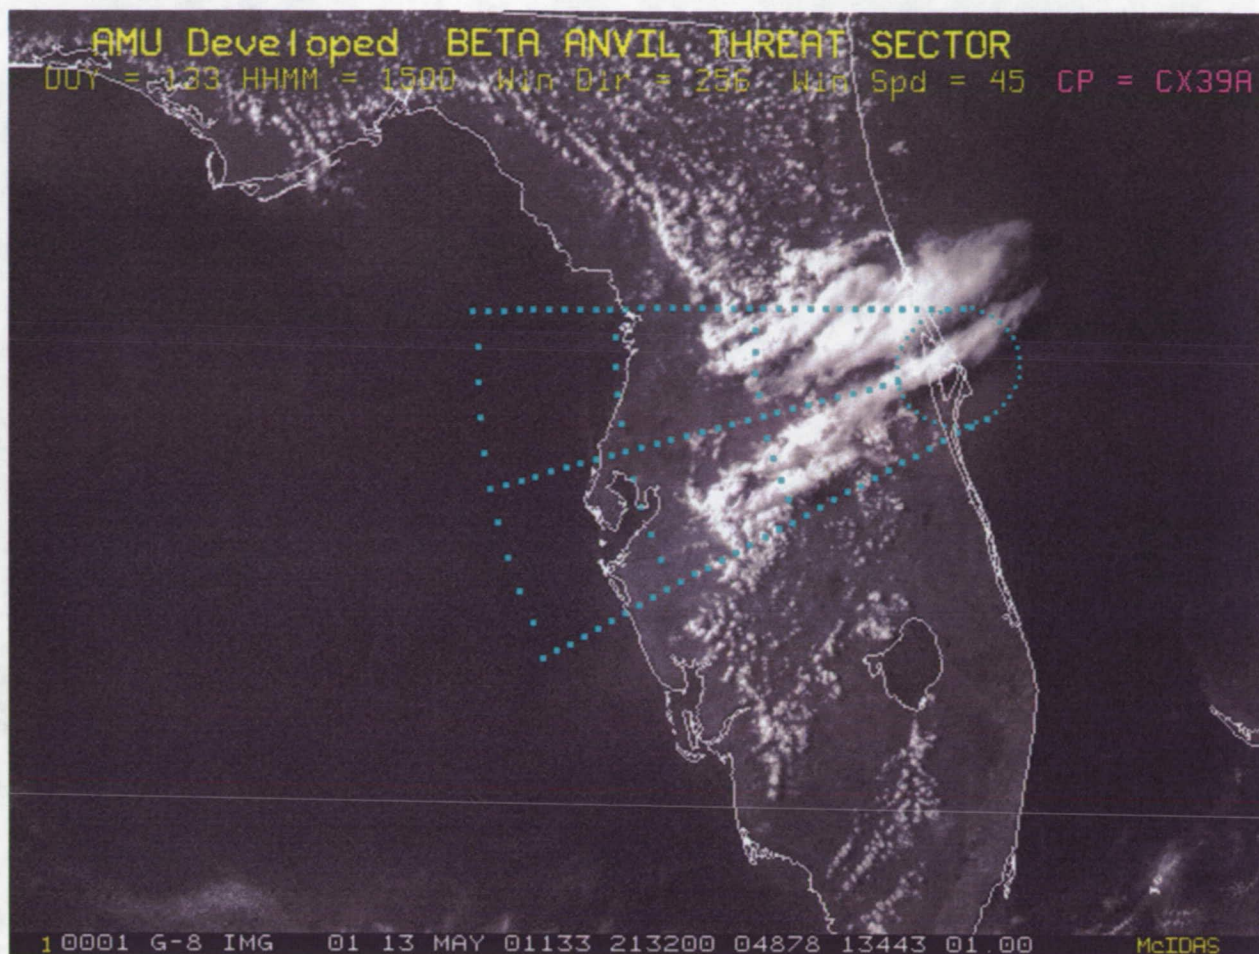 AMU Developed BETA ANVIL THREAT SECTOR
DOY = 133 HHMM = 1500 Win Dir = 256 Win Spd = 45 CP = CX39A
1 0001 G-8 IMG 01 13 MAY 01133 213200 04878 13443 01.00 McIDAS